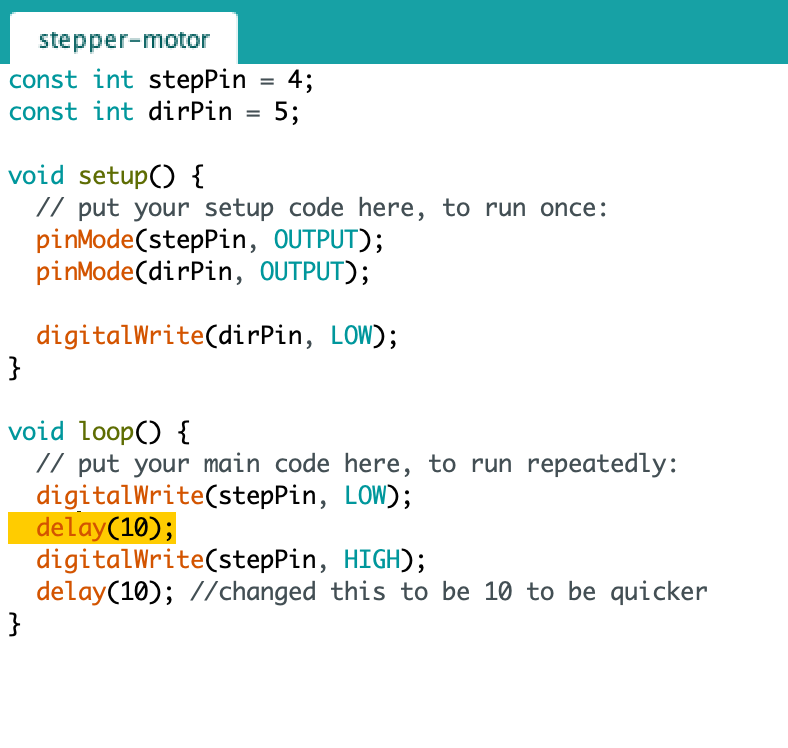 stepper-motor
const int stepPin = 4;
const int dirPin = 5;
void setup() {
// put your setup code here, to run once:
pinMode(stepPin, OUTPUT);
pinMode(dirPin, OUTPUT);
digitalWrite(dirPin, LOW);
}
void loop() {
// put your main code here, to run repeatedly:
digitalWrite(stepPin, LOW);
delay(10);
digitalWrite(stepPin, HIGH);
delay(10); //changed this to be 10 to be quicker
}